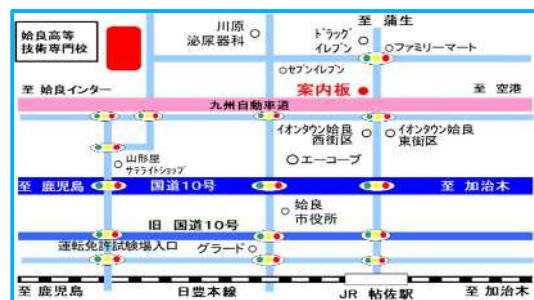 姶良高等
技術専門校
川原
泌尿器科
至 蒲生
ドラッグ
イレブン
ファミリーマート
セブンイレブン
案内板
至 姶良インター
至 空港
九州自動車道
イオンタウン姶良
西街区
イオンタウン姶良
東街区
山形屋
サテライトショップ
エーコープ
至 鹿児島
国道10号
至 加治木
姶良
市役所
旧 国道10号
運転免許試験場入口
グラード
至 鹿児島
日豊本線
JR 帖佐駅
至 加治木